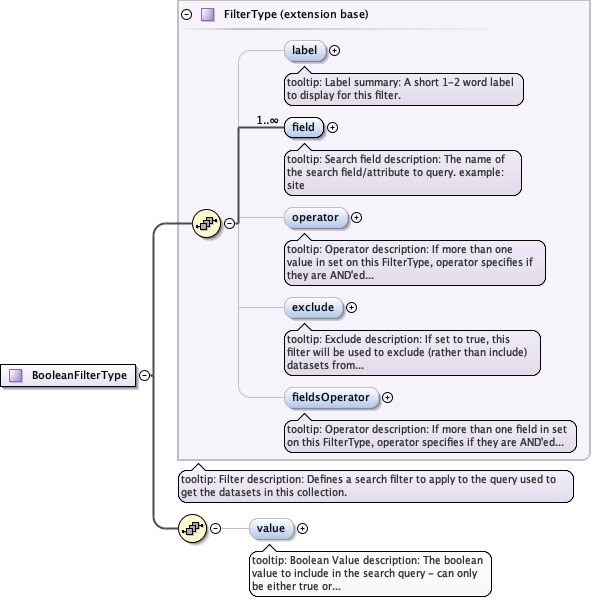 FilterType (extension base)
label
tooltip: Label summary: A short 1-2 word label
to display for this filter.
1..∞
field
tooltip: Search field description: The name of
the search field/attribute to query. example:
site
operator
tooltip: Operator description: If more than one
value in set on this FilterType, operator specifies if
they are AND'ed...
exclude
tooltip: Exclude description: If set to true, this
filter will be used to exclude (rather than include)
datasets from...
BooleanFilterType
fieldsOperator
tooltip: Operator description: If more than one field in set
on this FilterType, operator specifies if they are AND'ed...
tooltip: Filter description: Defines a search filter to apply to the query used to
get the datasets in this collection.
value
tooltip: Boolean Value description: The boolean
value to include in the search query - can only
be either true or...